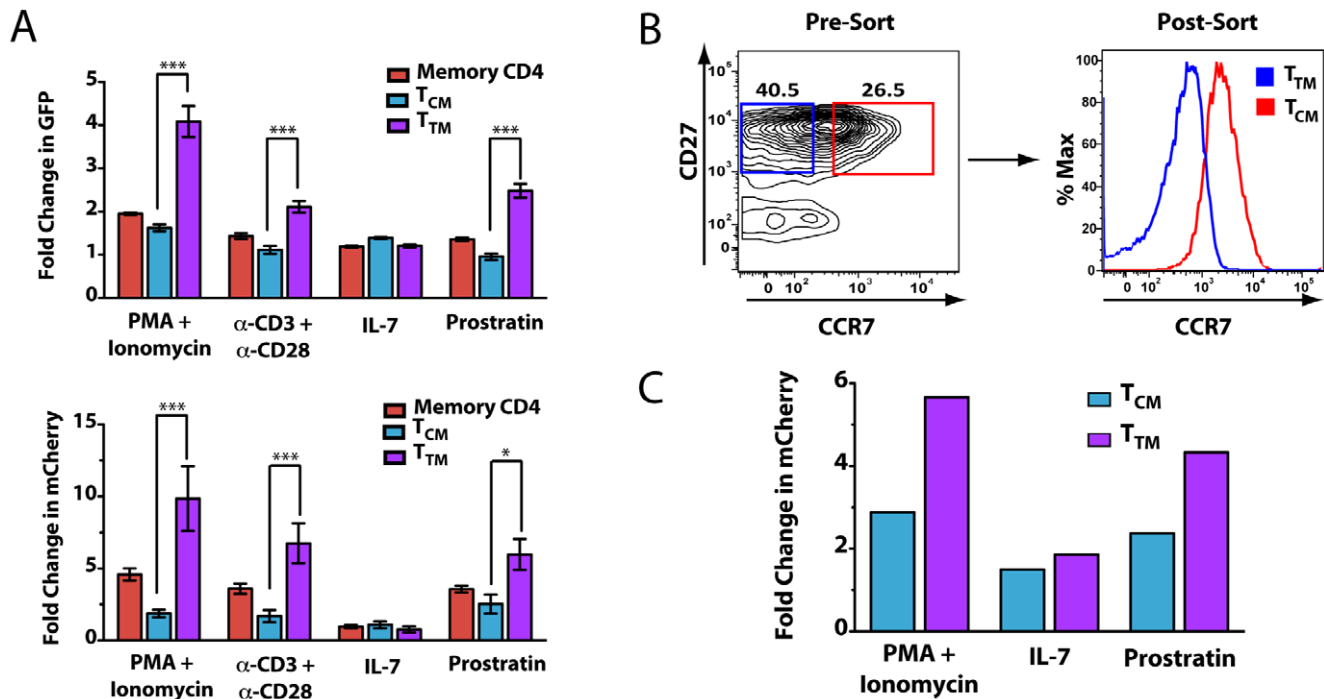 A
Fold Change in GFP
5
4
3
2
1
0
***
***
***
Memory CD4
TCM
TTM
PMA +
Ionomycin
α-CD3 +
α-CD28
IL-7
Prostratin
Fold Change in mCherry
15
10
5
0
***
***
*
Memory CD4
TCM
TTM
PMA +
Ionomycin
α-CD3 +
α-CD28
IL-7
Prostratin
B
Pre-Sort
CD27
10^5
10^4
10^3
10^2
0
40.5
26.5
0
10^2
10^3
10^4
10^5
CCR7
Post-Sort
% Max
100
80
60
40
20
0
TTM
TCM
0
10^2
10^3
10^4
10^5
CCR7
C
Fold Change in mCherry
6
4
2
0
TCM
TTM
PMA +
Ionomycin
IL-7
Prostratin